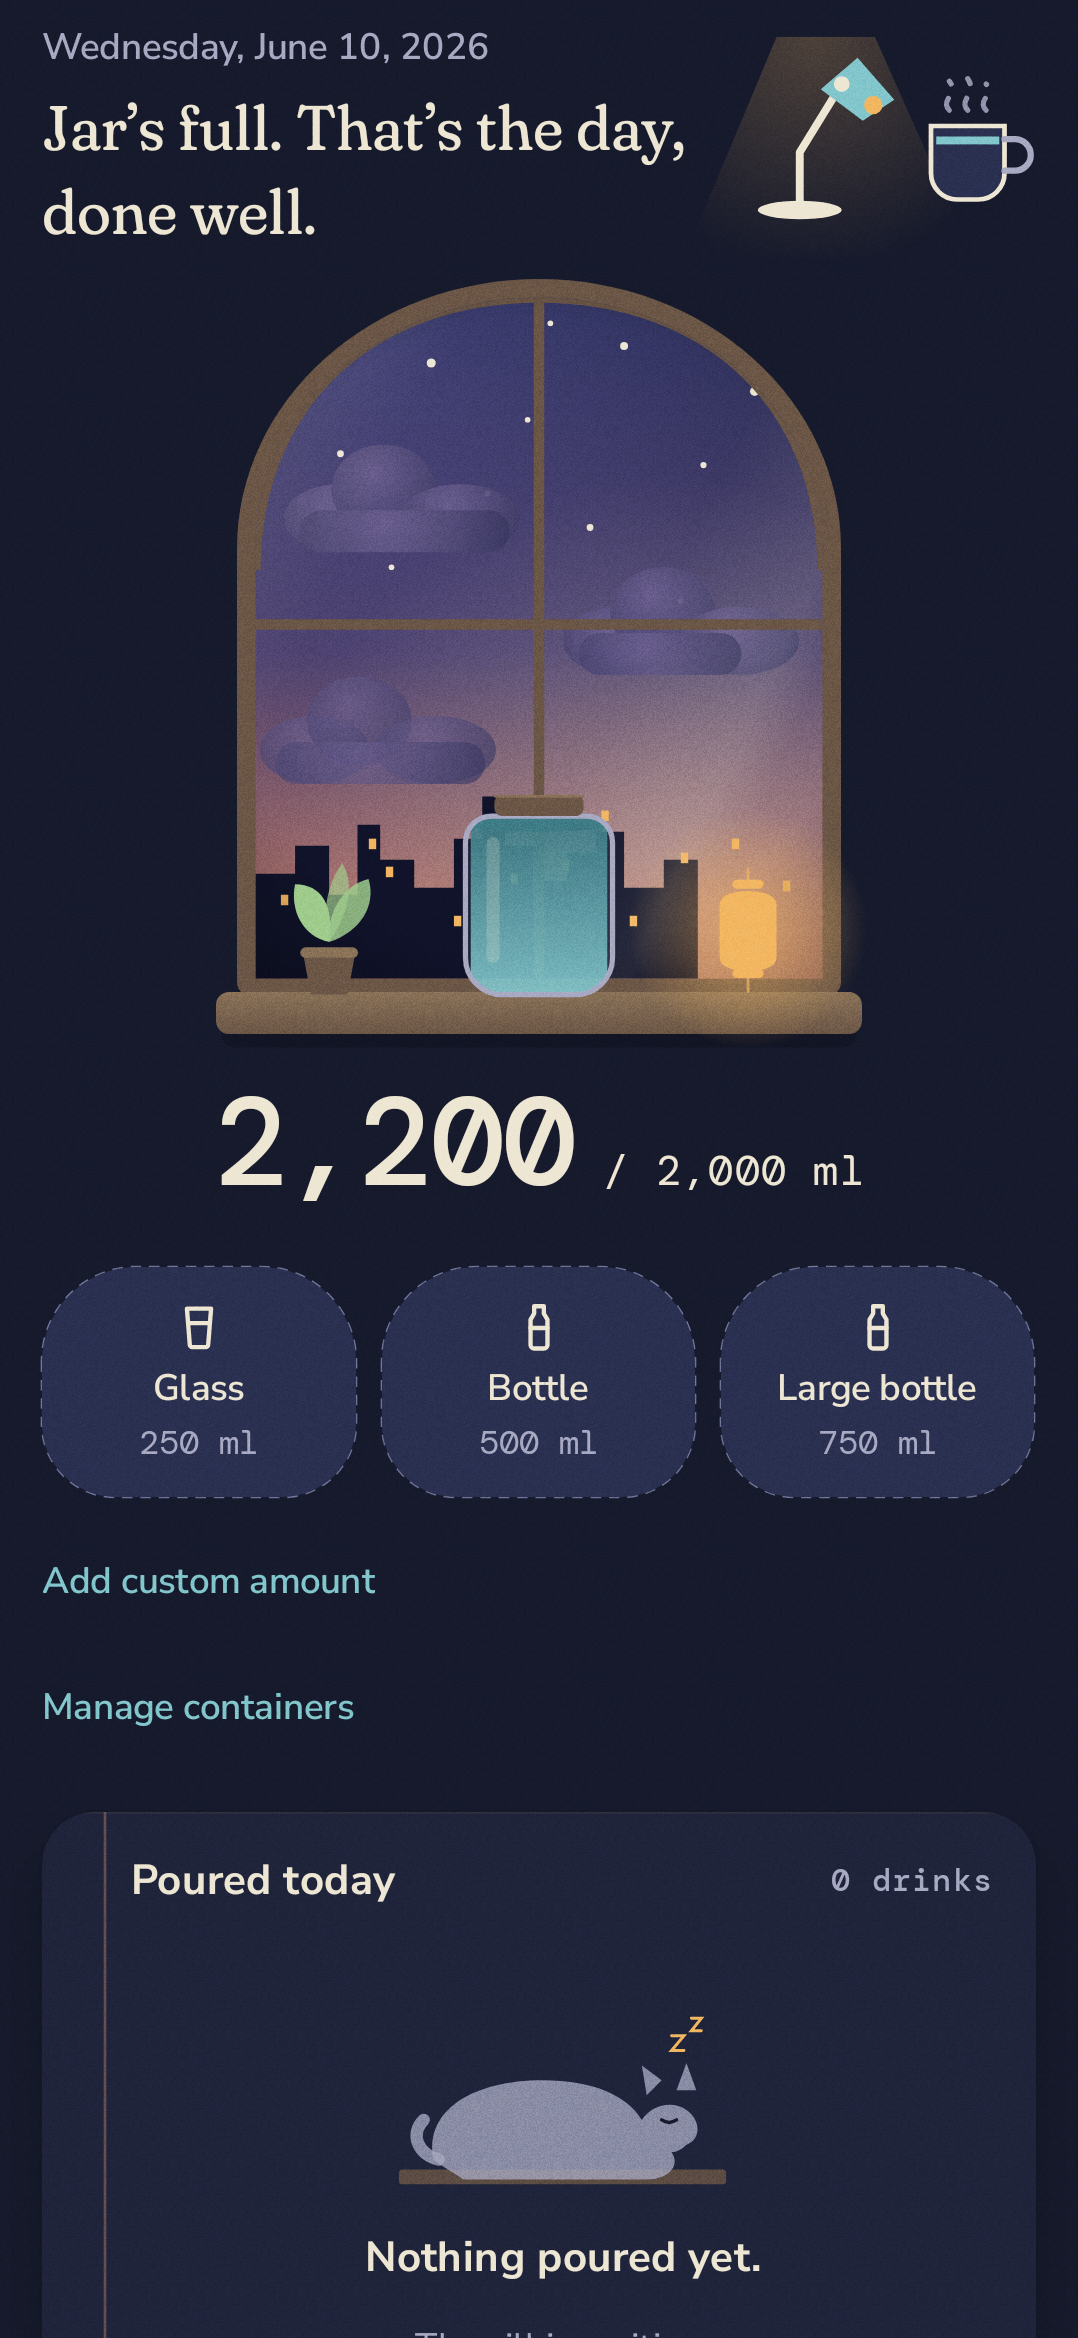 Wednesday, June 10, 2026
Jar’s full. That’s the day,
done well.
2,200 / 2,000 ml
Glass
250 ml
Bottle
500 ml
Large bottle
750 ml
Add custom amount
Manage containers
Poured today
0 drinks
z
z
Nothing poured yet.